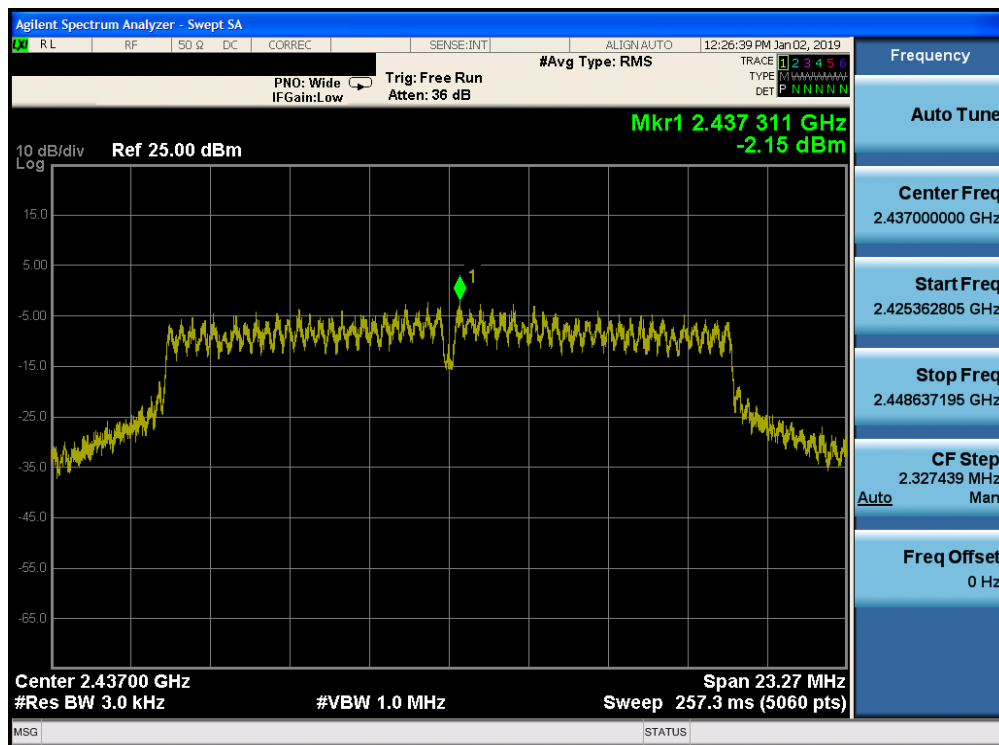 Agilent Spectrum Analyzer - Swept SA
LXI RL RF 50 Ω DC CORREC SENSE:INT ALIGN AUTO 12:26:39 PM Jan 02, 2019
#Avg Type: RMS TRACE 1 2 3 4 5 6
PNO: Wide Trig: Free Run TYPE M
IFGain:Low Atten: 36 dB DET P N N N N N
Mkr1 2.437 311 GHz
-2.15 dBm
10 dB/div Ref 25.00 dBm
Log
15.0
5.00
1
-5.00
-15.0
-25.0
-35.0
-45.0
-55.0
-65.0
Center 2.43700 GHz Span 23.27 MHz
#Res BW 3.0 kHz #VBW 1.0 MHz Sweep 257.3 ms (5060 pts)
MSG STATUS
Frequency
Auto Tune
Center Freq
2.437000000 GHz
Start Freq
2.425362805 GHz
Stop Freq
2.448637195 GHz
CF Step
2.327439 MHz
Auto Man
Freq Offset
0 Hz